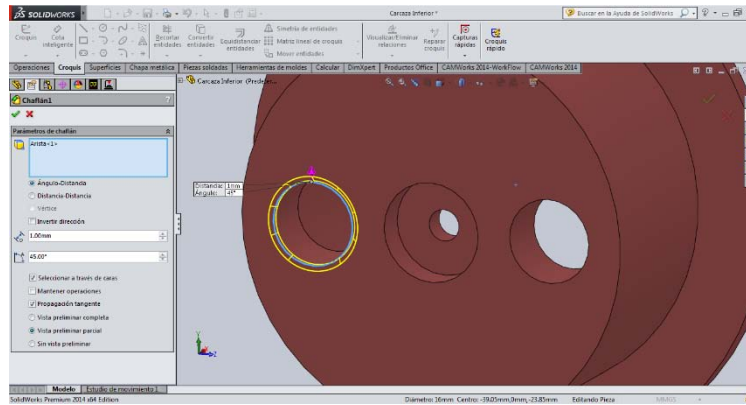 SOLIDWORKS
Carcaza Inferior *
Buscar en la Ayuda de SolidWorks
Croquis
Cota inteligente
Recortar entidades
Convertir entidades
Equidistanciar entidades
Simetría de entidades
Matriz lineal de croquis
Mover entidades
Visualizar/Eliminar relaciones
Reparar croquis
Capturas rápidas
Croquis rápido
Operaciones Croquis Superficies Chapa metálica Piezas soldadas Herramientas de moldes Calcular DimXpert Productos Office CAMWorks 2014-WorkFlow CAMWorks 2014
Carcaza Inferior (Predeter...
Chaflán1
?
Parámetros de chaflán
Arista<1>
Ángulo-Distancia
Distancia-Distancia
Vértice
Invertir dirección
1.00mm
45.00°
Seleccionar a través de caras
Mantener operaciones
Propagación tangente
Vista preliminar completa
Vista preliminar parcial
Sin vista preliminar
Distancia: 1mm
Ángulo: 45°
Modelo Estudio de movimiento 1
SolidWorks Premium 2014 x64 Edition
Diámetro: 16mm Centro: -39.05mm,0mm,-23.85mm
Editando Pieza
MMGS